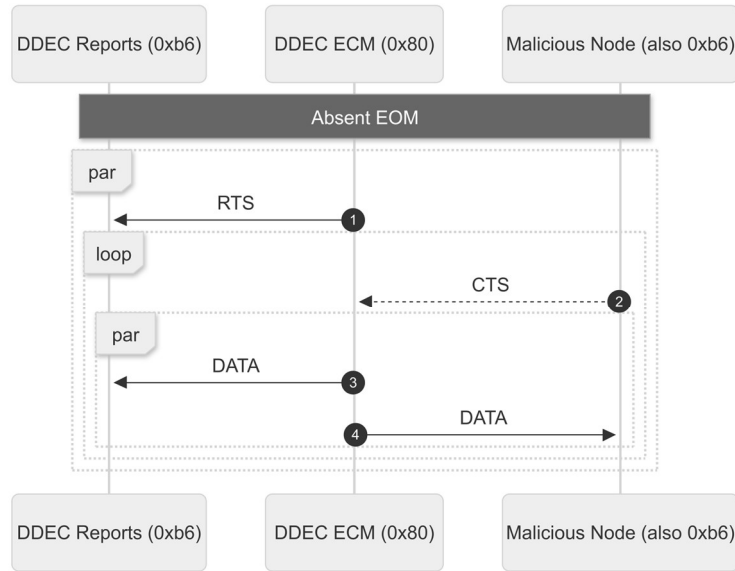 DDEC Reports (0xb6)
DDEC ECM (0x80)
Malicious Node (also 0xb6)
Absent EOM
par
RTS
1
loop
CTS
2
par
DATA
3
DATA
4
DDEC Reports (0xb6)
DDEC ECM (0x80)
Malicious Node (also 0xb6)